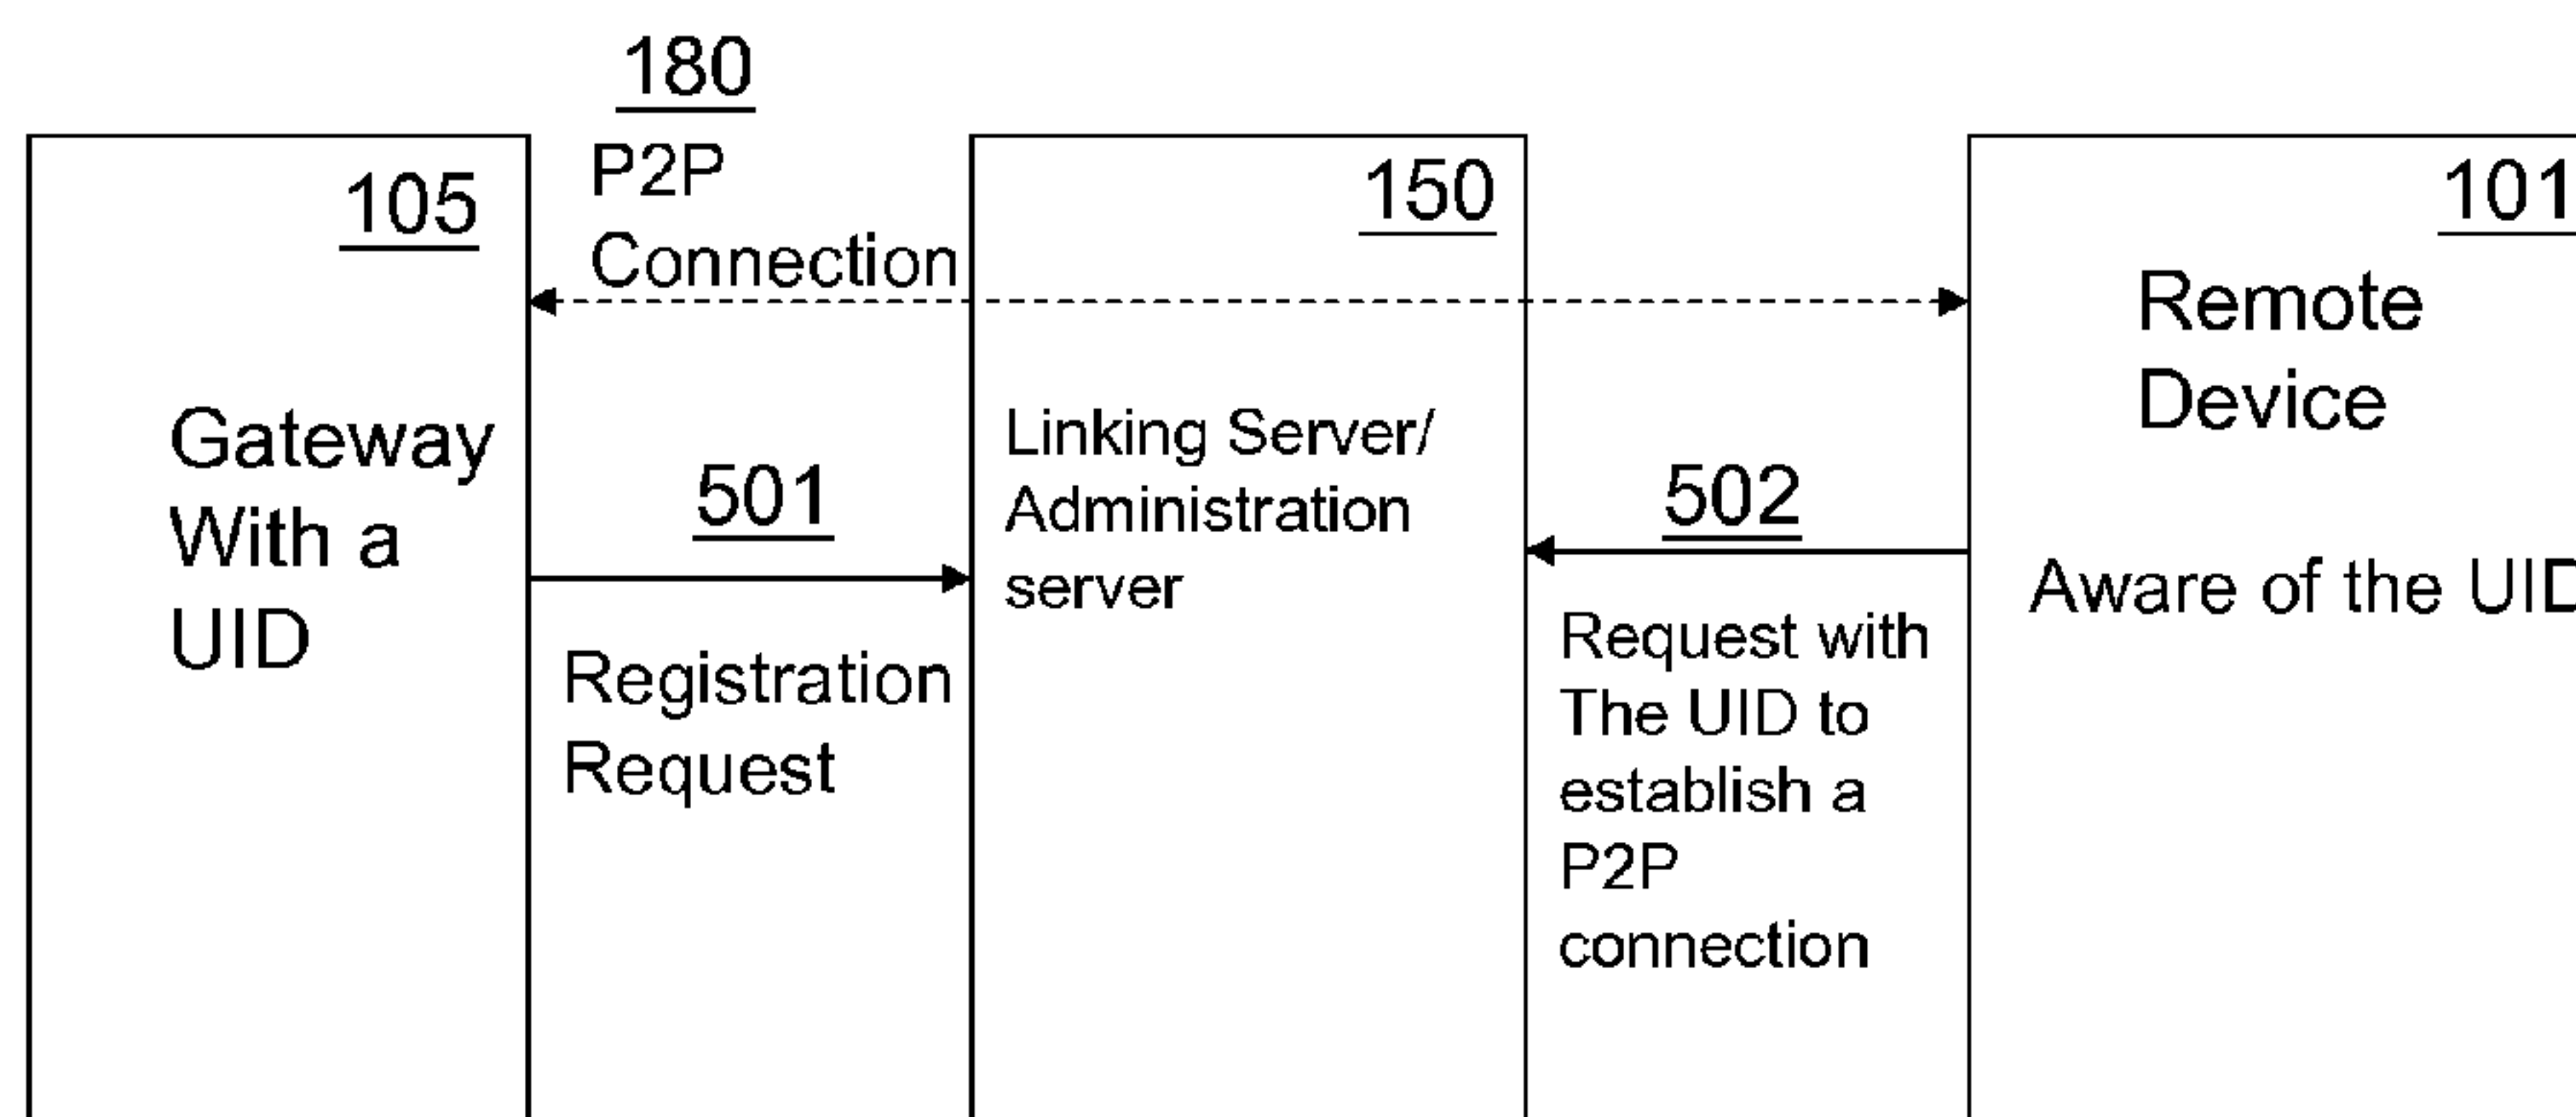 180
P2P
Connection
105
Gateway
With a
UID
501
Registration
Request
150
Linking Server/
Administration
server
502
Request with
The UID to
establish a
P2P
connection
101
Remote
Device
Aware of the UID